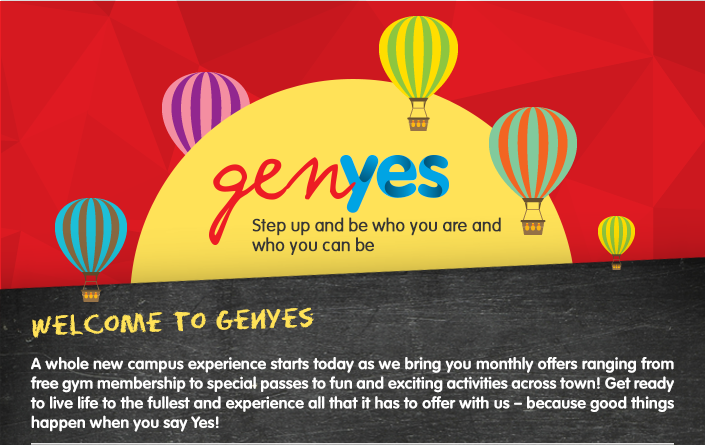 genyes
Step up and be who you are and
who you can be
WELCOME TO GENYES
A whole new campus experience starts today as we bring you monthly offers ranging from
free gym membership to special passes to fun and exciting activities across town! Get ready
to live life to the fullest and experience all that it has to offer with us – because good things
happen when you say Yes!